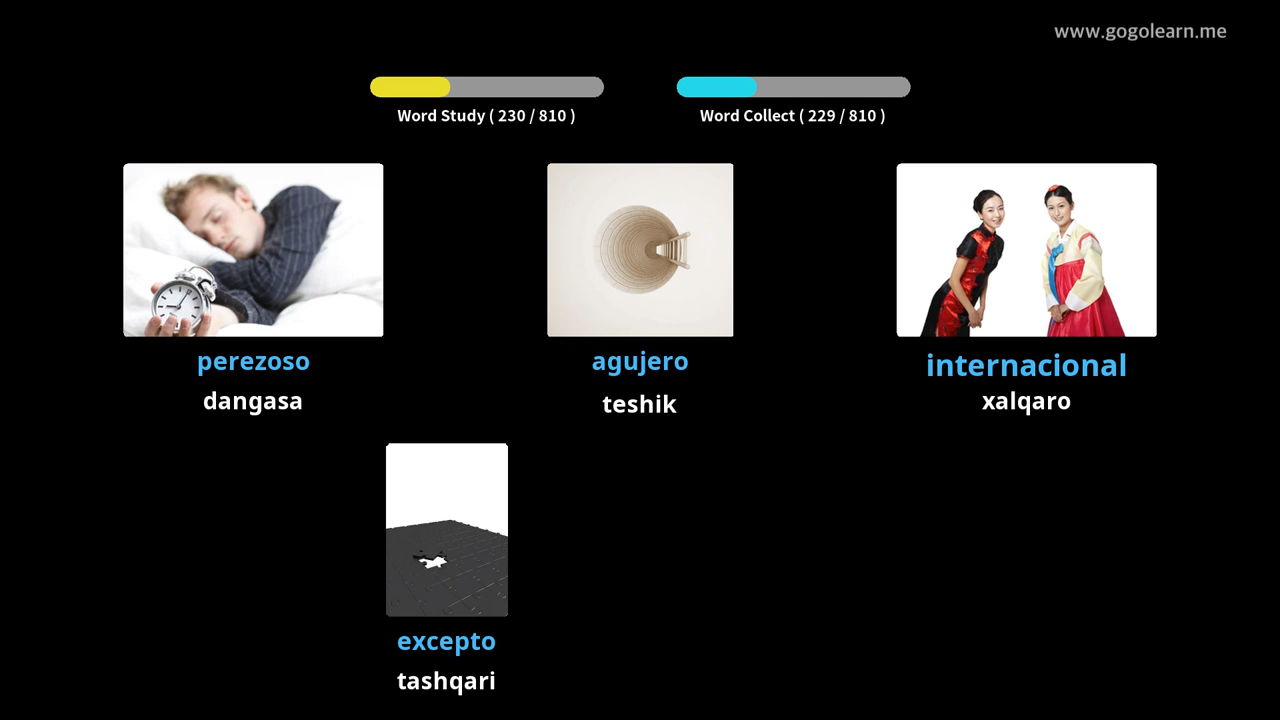 www.gogolearn.me
Word Study ( 230 / 810 )
Word Collect ( 229 / 810 )
perezoso
dangasa
agujero
teshik
internacional
xalqaro
excepto
tashqari